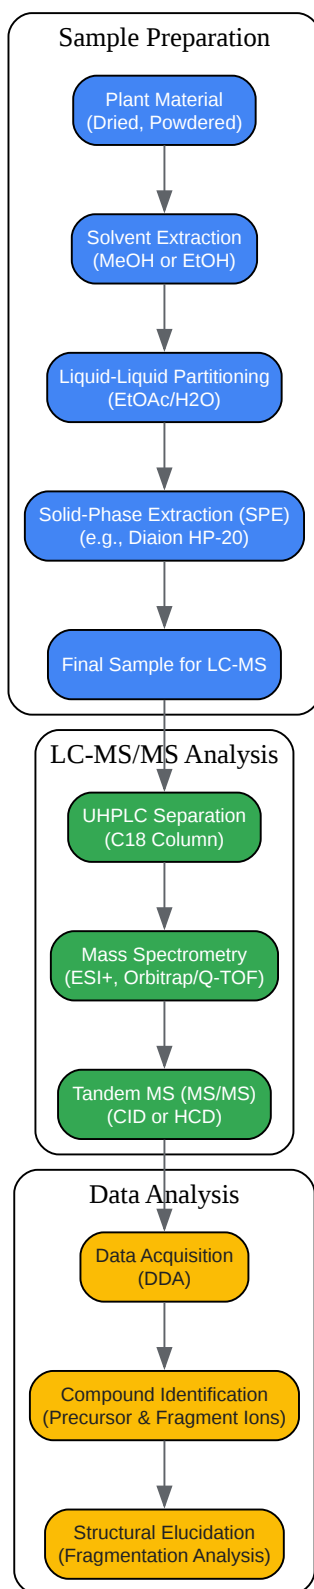 Sample Preparation
Plant Material
(Dried, Powdered)
Solvent Extraction
(MeOH or EtOH)
Liquid-Liquid Partitioning
(EtOAc/H2O)
Solid-Phase Extraction (SPE)
(e.g., Diaion HP-20)
Final Sample for LC-MS
LC-MS/MS Analysis
UHPLC Separation
(C18 Column)
Mass Spectrometry
(ESI+, Orbitrap/Q-TOF)
Tandem MS (MS/MS)
(CID or HCD)
Data Analysis
Data Acquisition
(DDA)
Compound Identification
(Precursor & Fragment Ions)
Structural Elucidation
(Fragmentation Analysis)